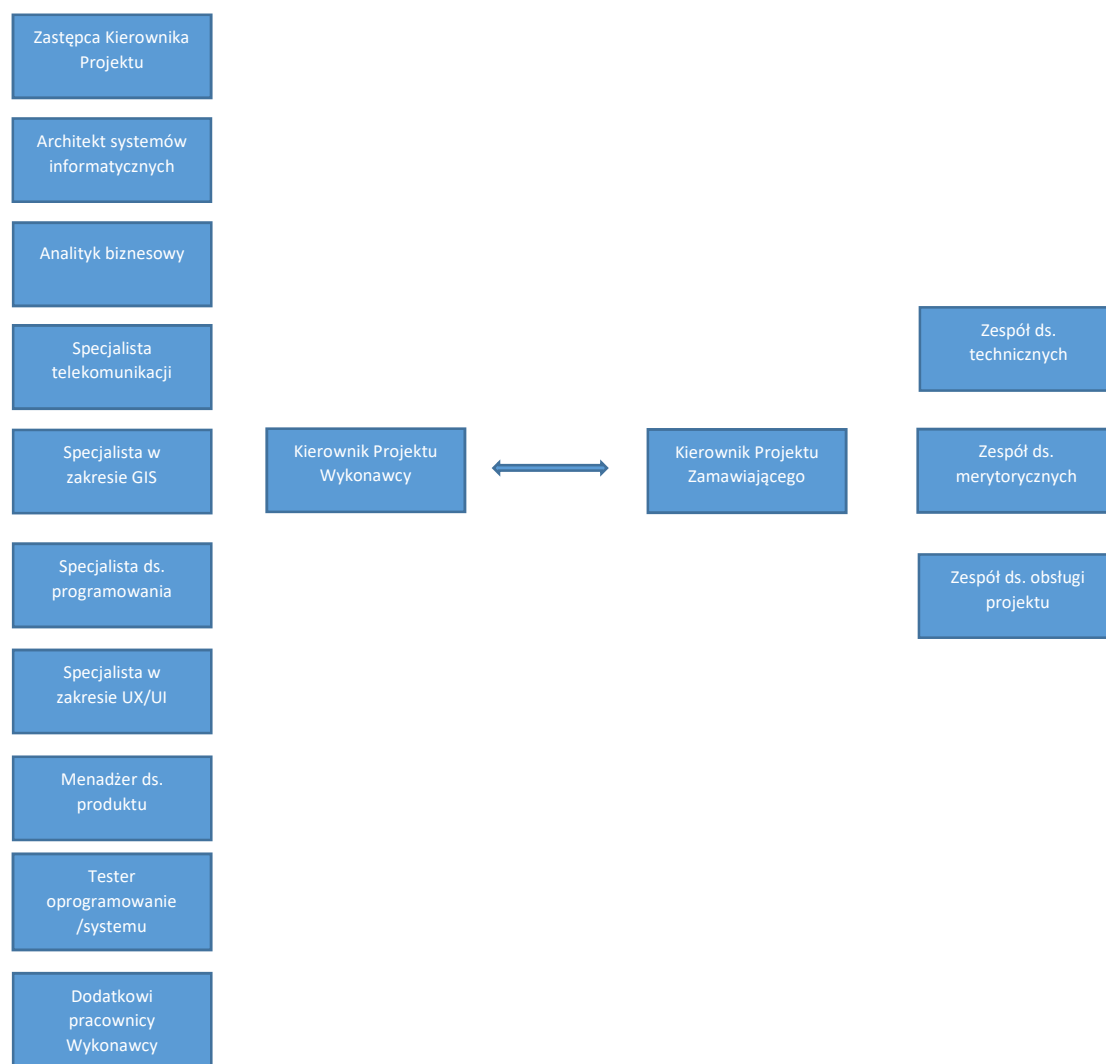 Zastępca Kierownika
Projektu
Architekt systemów
informatycznych
Analityk biznesowy
Specjalista
telekomunikacji
Specjalista w
zakresie GIS
Specjalista ds.
programowania
Specjalista w
zakresie UX/UI
Menadżer ds.
produktu
Tester
oprogramowanie
/systemu
Dodatkowi
pracownicy
Wykonawcy
Kierownik Projektu
Wykonawcy
Kierownik Projektu
Zamawiającego
Zespół ds.
technicznych
Zespół ds.
merytorycznych
Zespół ds. obsługi
projektu